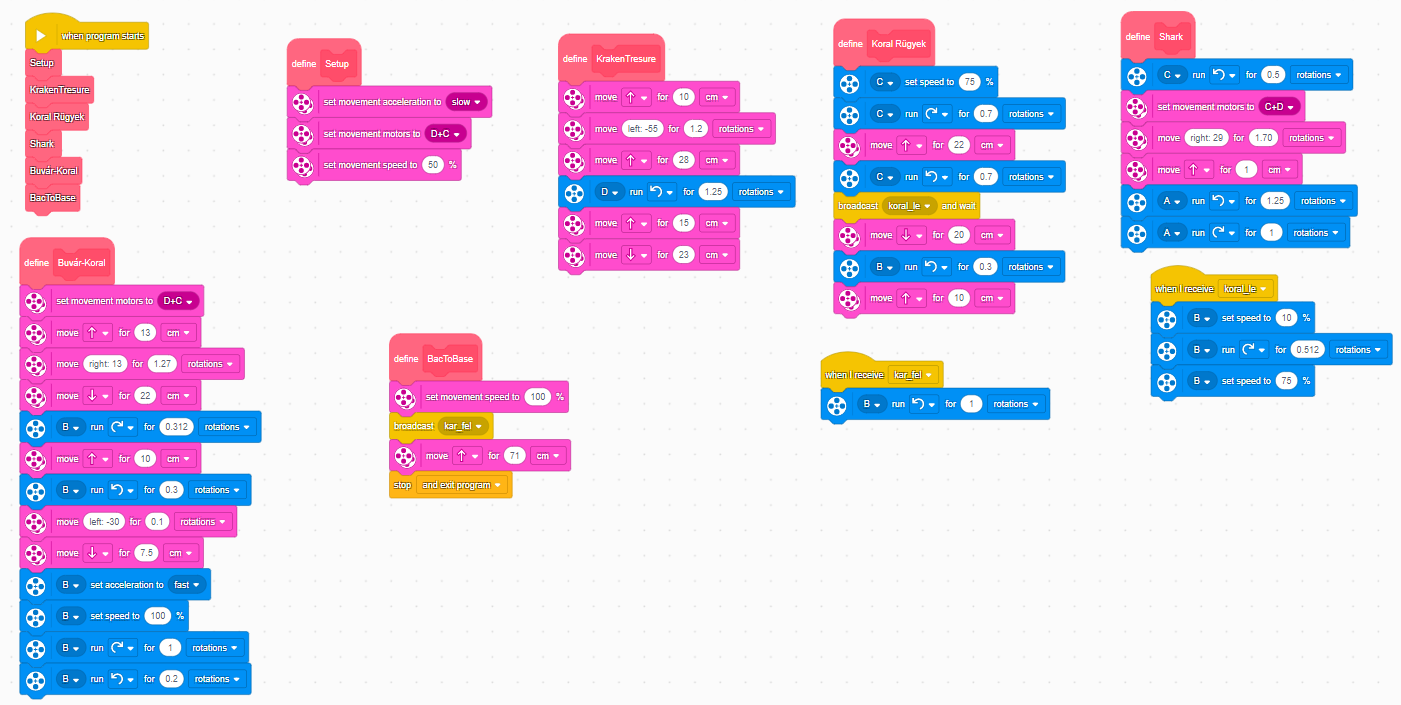 when program starts
Setup
KrakenTresure
Koral Rügyek
Shark
Buvár-Koral
BacToBase
define Setup
set movement acceleration to slow
set movement motors to D+C
set movement speed to 50 %
define KrakenTresure
move for 10 cm
move left: -55 for 1.2 rotations
move for 28 cm
D run for 1.25 rotations
move for 15 cm
move for 23 cm
define Koral Rügyek
C set speed to 75 %
C run for 0.7 rotations
move for 22 cm
C run for 0.7 rotations
broadcast koral_le and wait
move for 20 cm
B run for 0.3 rotations
move for 10 cm
define Shark
C run for 0.5 rotations
set movement motors to C+D
move right: 29 for 1.70 rotations
move for 1 cm
A run for 1.25 rotations
A run for 1 rotations
define Buvár-Koral
set movement motors to D+C
move for 13 cm
move right: 13 for 1.27 rotations
move for 22 cm
B run for 0.312 rotations
move for 10 cm
B run for 0.3 rotations
move left: -30 for 0.1 rotations
move for 7.5 cm
B set acceleration to fast
B set speed to 100 %
B run for 1 rotations
B run for 0.2 rotations
define BacToBase
set movement speed to 100 %
broadcast kar_fel
move for 71 cm
stop and exit program
when I receive kar_fel
B run for 1 rotations
when I receive koral_le
B set speed to 10 %
B run for 0.512 rotations
B set speed to 75 %